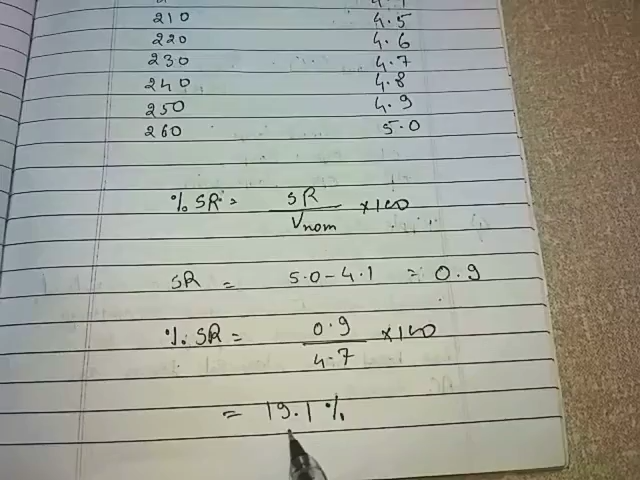 210 4.5
220 4.6
230 4.7
240 4.8
250 4.9
260 5.0
% SR = SR / Vnom × 100
SR = 5.0 - 4.1 = 0.9
% SR = 0.9 / 4.7 × 100
= 19.1 %